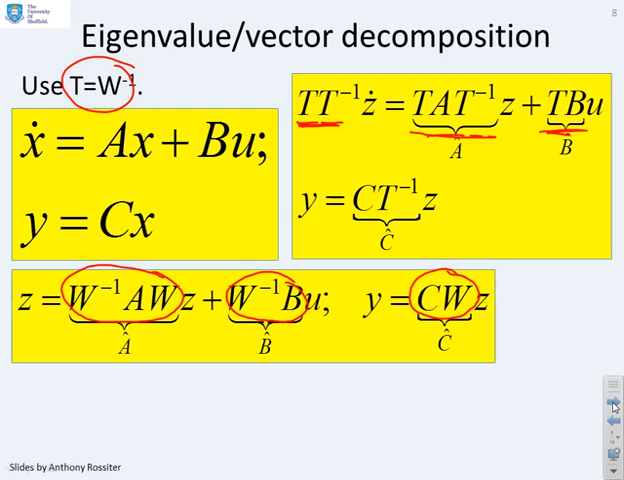 The
University
Of
Sheffield.
8
Eigenvalue/vector decomposition
Use T=W⁻¹.
ẋ = Ax + Bu;
y = Cx
TT⁻¹ż = TAT⁻¹z + TBu
Â B̂
y = CT⁻¹z
Ĉ
z = W⁻¹AWz + W⁻¹Bu; y = CWz
Â B̂ Ĉ
Slides by Anthony Rossiter